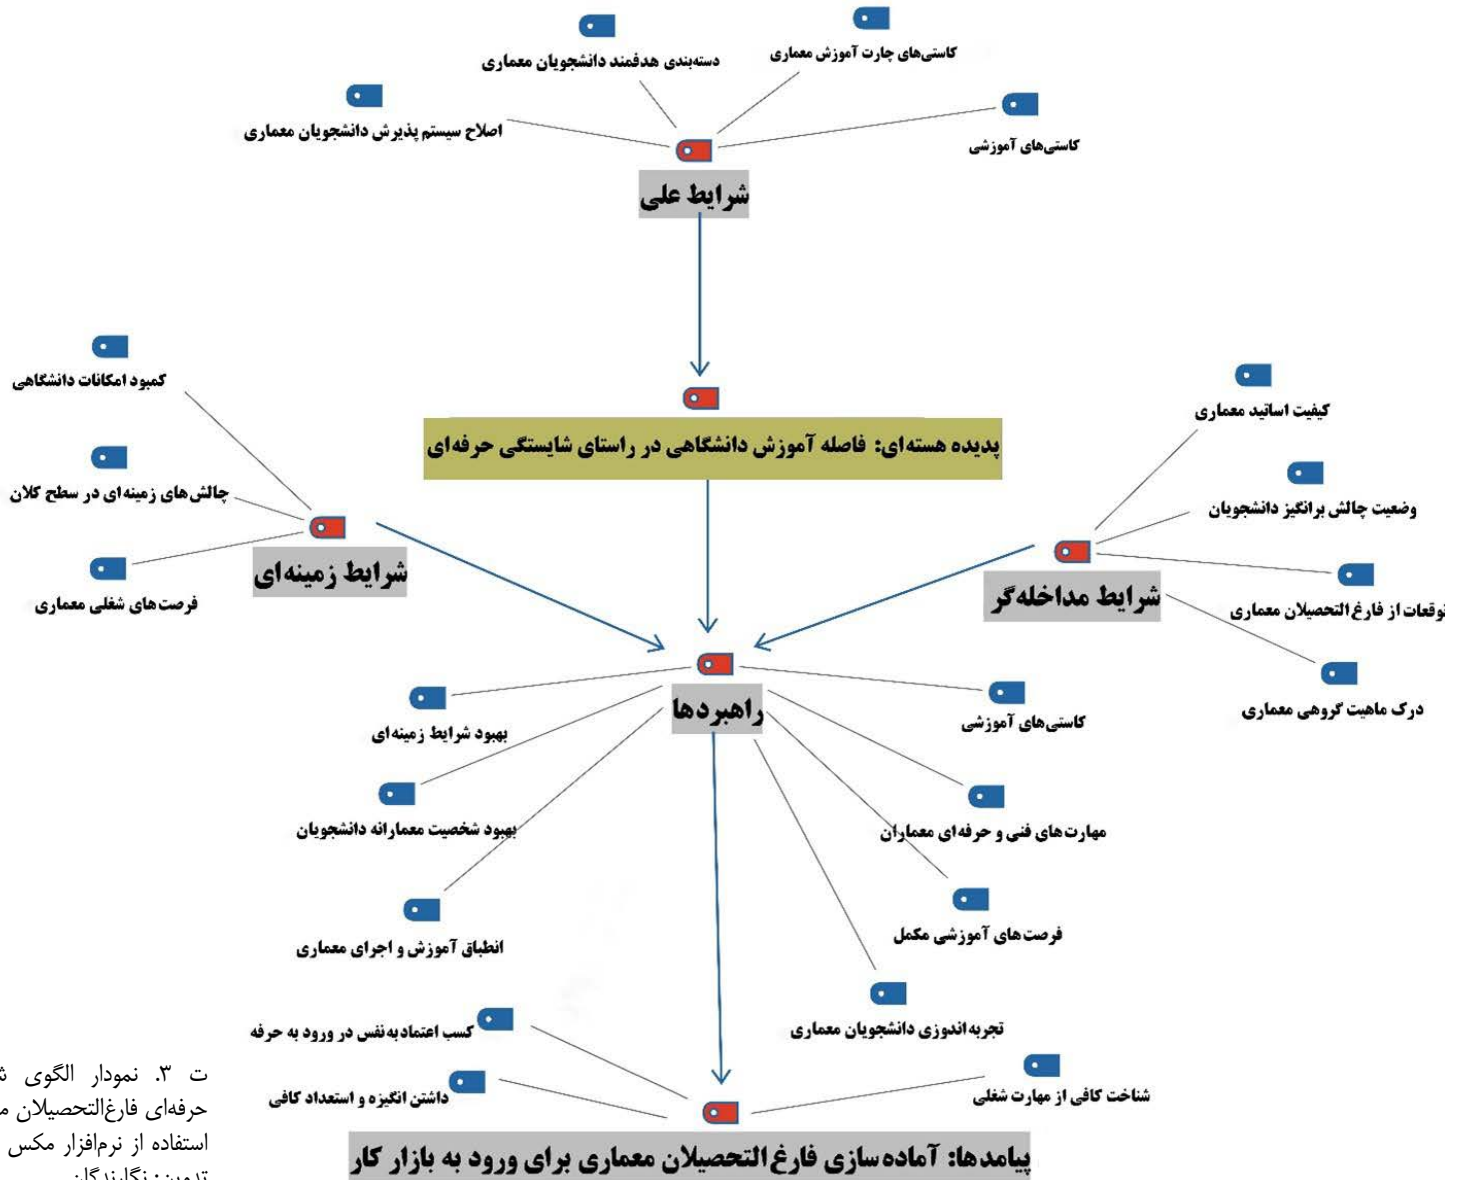 کاستی‌های چارت آموزش معماری
دسته‌بندی هدفمند دانشجویان معماری
اصلاح سیستم پذیرش دانشجویان معماری
کاستی‌های آموزشی
شرایط علی
کمبود امکانات دانشگاهی
کیفیت اساتید معماری
پدیده هسته‌ای: فاصله آموزش دانشگاهی در راستای شایستگی حرفه‌ای
چالش‌های زمینه‌ای در سطح کلان
وضعیت چالش برانگیز دانشجویان
شرایط زمینه‌ای
شرایط مداخله‌گر
فرصت‌های شغلی معماری
توقعات از فارغ‌التحصیلان معماری
درک ماهیت گروهی معماری
راهبردها
کاستی‌های آموزشی
بهبود شرایط زمینه‌ای
مهارت‌های فنی و حرفه‌ای معماران
بهبود شخصیت معمارانه دانشجویان
فرصت‌های آموزشی مکمل
انطباق آموزش و اجرای معماری
تجربه‌اندوزی دانشجویان معماری
کسب اعتمادبه‌نفس در ورود به حرفه
شناخت کافی از مهارت شغلی
داشتن انگیزه و استعداد کافی
پیامدها: آماده‌سازی فارغ‌التحصیلان معماری برای ورود به بازار کار
ت ۳. نمودار الگوی
حرفه‌ای فارغ‌التحصیلان
استفاده از نرم‌افزار مکس
تدوین: نگارندگان